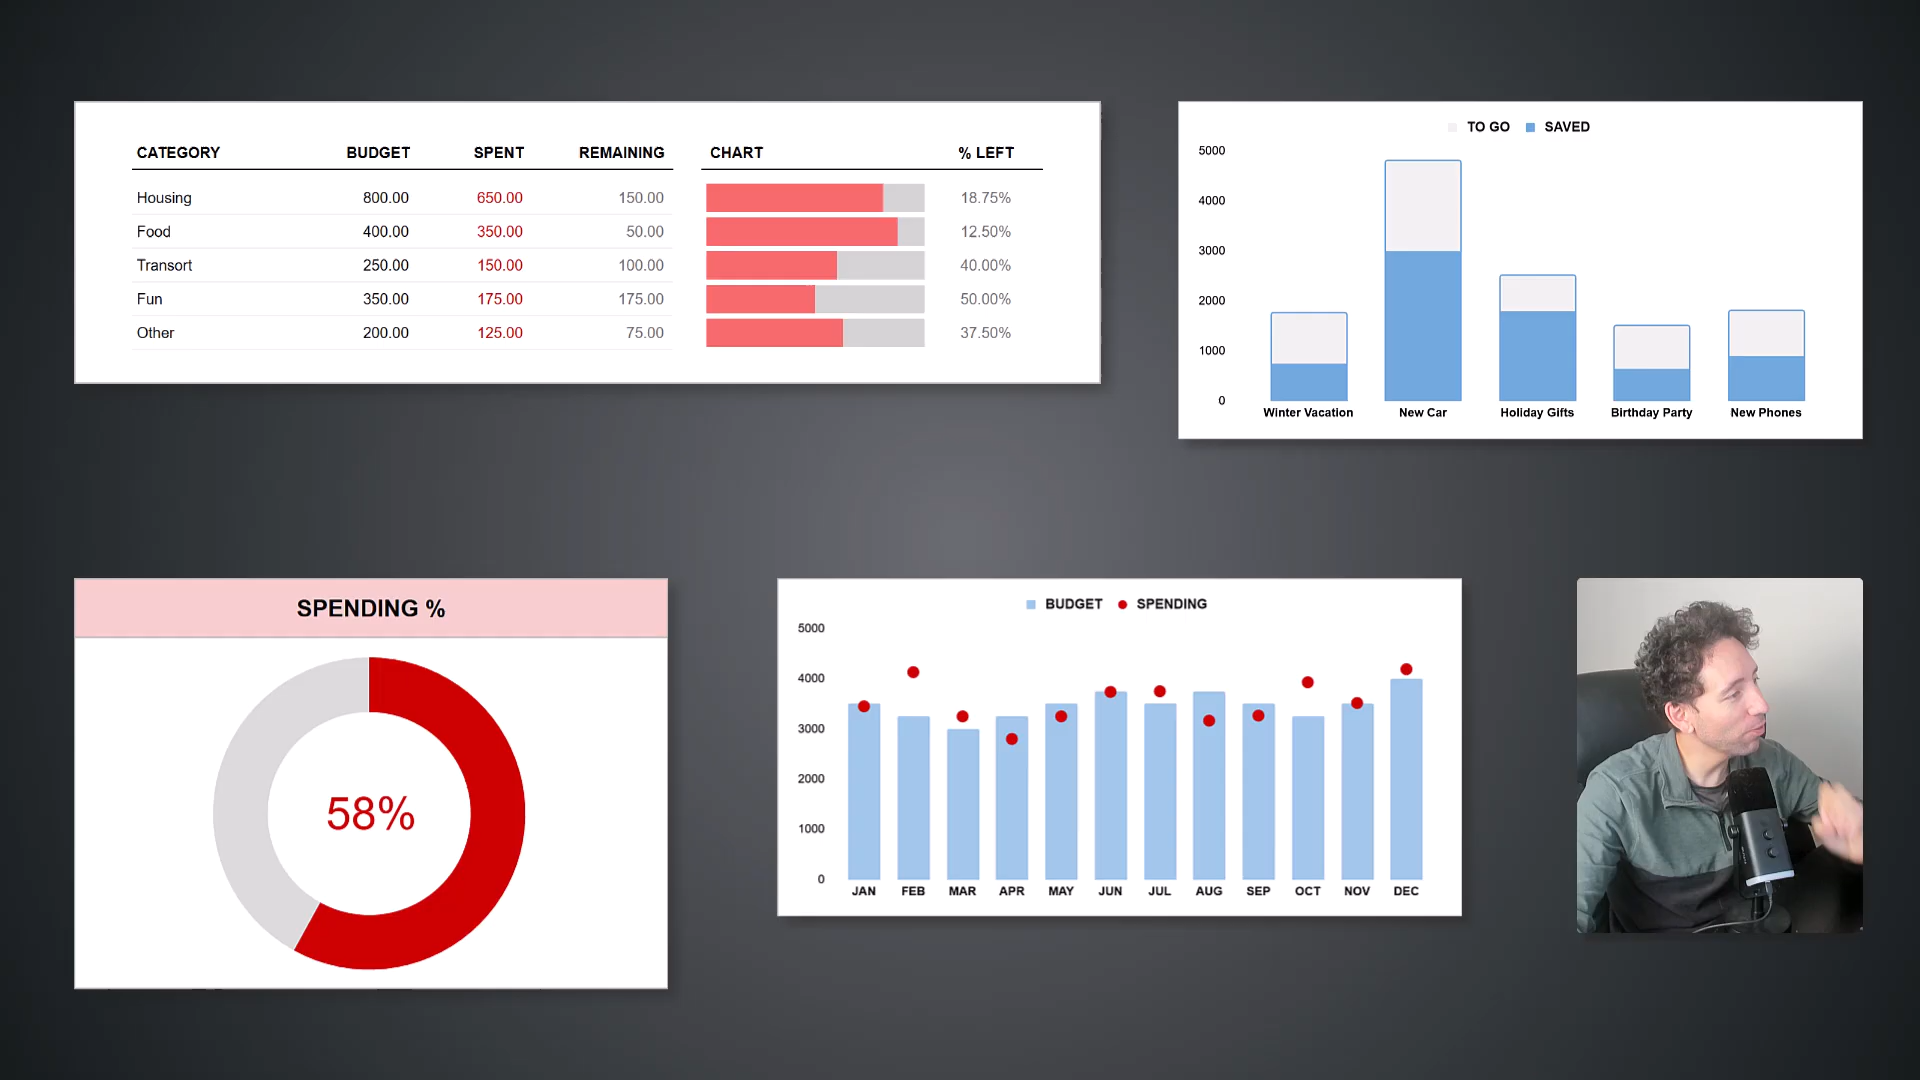 CATEGORY BUDGET SPENT REMAINING CHART % LEFT
Housing 800.00 650.00 150.00 18.75%
Food 400.00 350.00 50.00 12.50%
Transort 250.00 150.00 100.00 40.00%
Fun 350.00 175.00 175.00 50.00%
Other 200.00 125.00 75.00 37.50%
TO GO SAVED
5000
4000
3000
2000
1000
0
Winter Vacation New Car Holiday Gifts Birthday Party New Phones
SPENDING %
58%
BUDGET SPENDING
5000
4000
3000
2000
1000
0
JAN FEB MAR APR MAY JUN JUL AUG SEP OCT NOV DEC